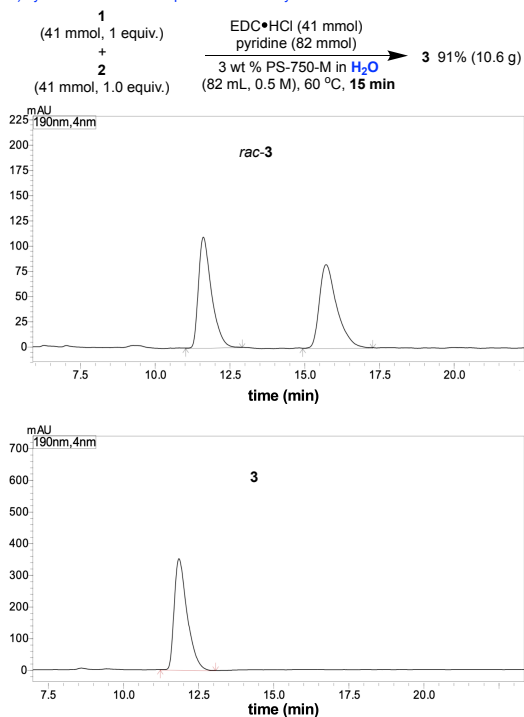 1
(41 mmol, 1 equiv.)
+
2
(41 mmol, 1.0 equiv.)
EDC•HCl (41 mmol)
pyridine (82 mmol)
3 wt % PS-750-M in H₂O
(82 mL, 0.5 M), 60 °C, 15 min
3 91% (10.6 g)
mAU
190nm,4nm
rac-3
225
200
175
150
125
100
75
50
25
0
7.5 10.0 12.5 15.0 17.5 20.0
time (min)
mAU
190nm,4nm
3
700
600
500
400
300
200
100
0
7.5 10.0 12.5 15.0 17.5 20.0
time (min)